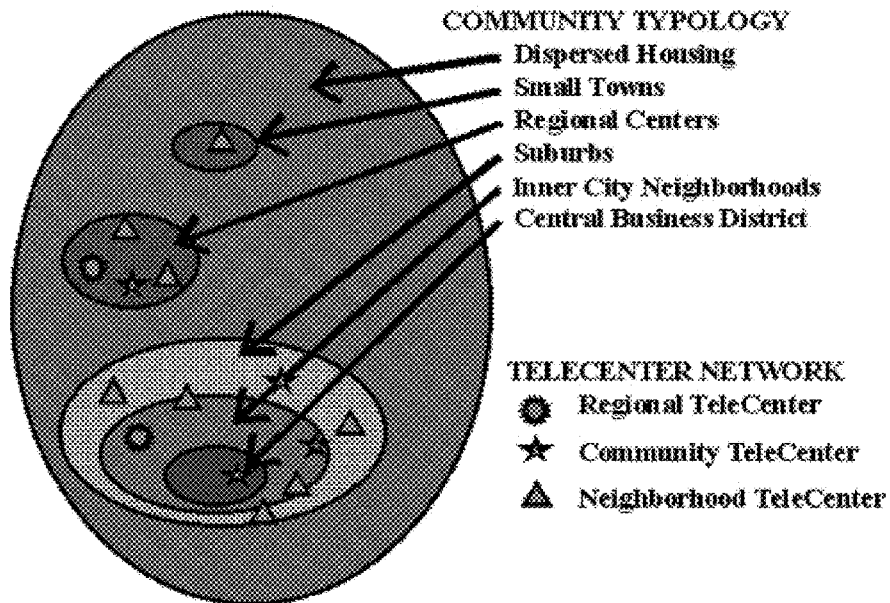 COMMUNITY TYPOLOGY
Dispersed Housing
Small Towns
Regional Centers
Suburbs
Inner City Neighborhoods
Central Business District
TELECENTER NETWORK
Regional TeleCenter
Community TeleCenter
Neighborhood TeleCenter